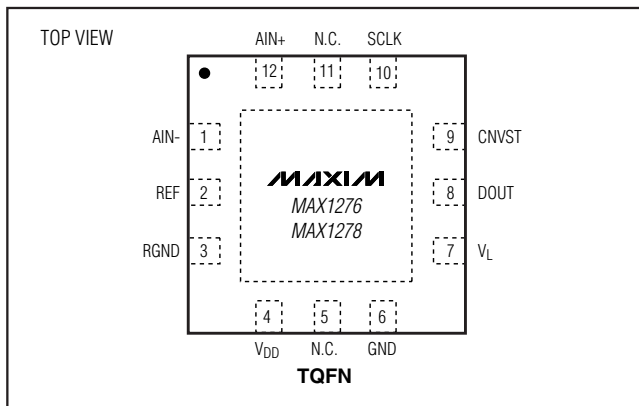 TOP VIEW
AIN+ N.C. SCLK
12 11 10
AIN- 1 9 CNVST
MAXIM
REF 2 MAX1276 8 DOUT
MAX1278
RGND 3 7 VL
4 5 6
VDD N.C. GND
TQFN